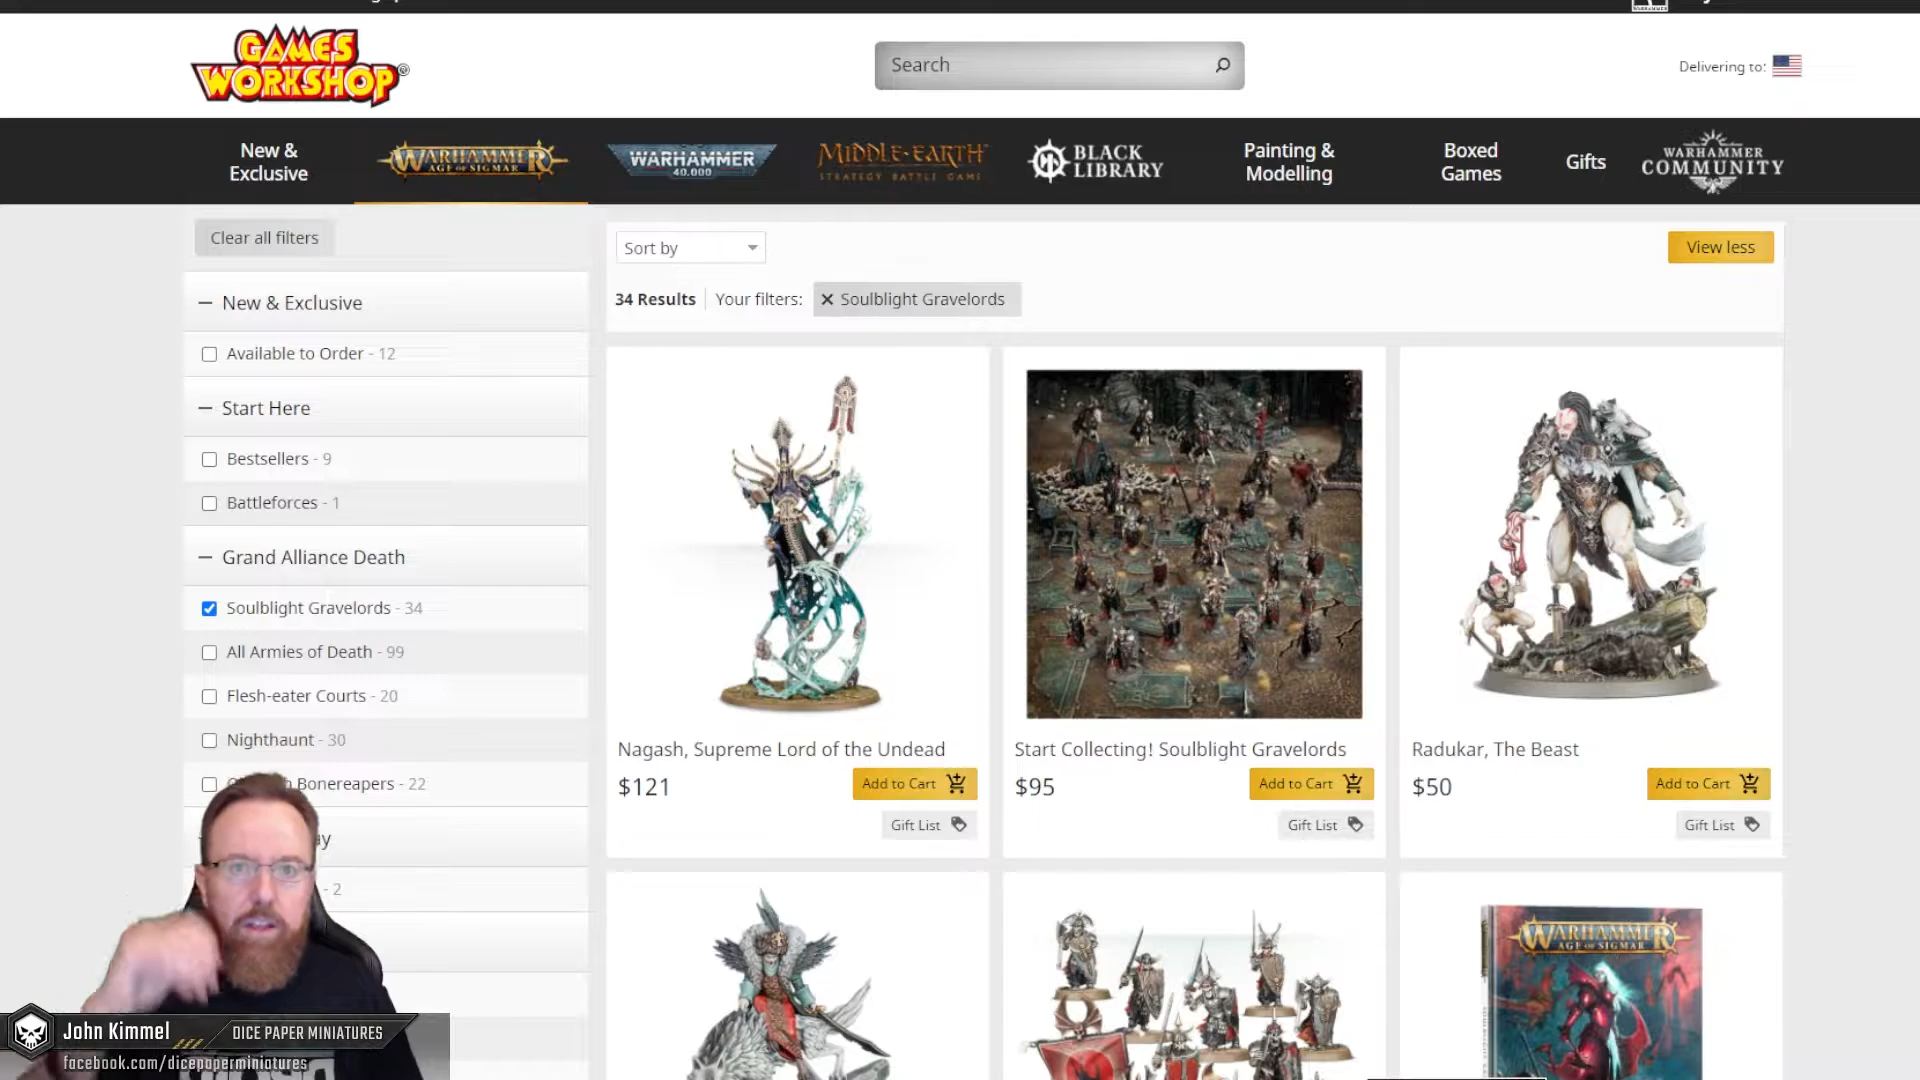 GAMES
WORKSHOP®
Search
Delivering to:
New &
Exclusive
WARHAMMER
AGE OF SIGMAR
WARHAMMER
40,000
MIDDLE-EARTH
STRATEGY BATTLE GAME
BLACK
LIBRARY
Painting &
Modelling
Boxed
Games
Gifts
WARHAMMER
COMMUNITY
Clear all filters
Sort by
View less
34 Results
Your filters:
Soulblight Gravelords
New & Exclusive
Available to Order - 12
Start Here
Bestsellers - 9
Battleforces - 1
Grand Alliance Death
Soulblight Gravelords - 34
All Armies of Death - 99
Flesh-eater Courts - 20
Nighthaunt - 30
Bonereapers - 22
- 2
Nagash, Supreme Lord of the Undead
$121
Add to Cart
Gift List
Start Collecting! Soulblight Gravelords
$95
Add to Cart
Gift List
Radukar, The Beast
$50
Add to Cart
Gift List
WARHAMMER
AGE OF SIGMAR
John Kimmel
DICE PAPER MINIATURES
facebook.com/dicepaperminiatures